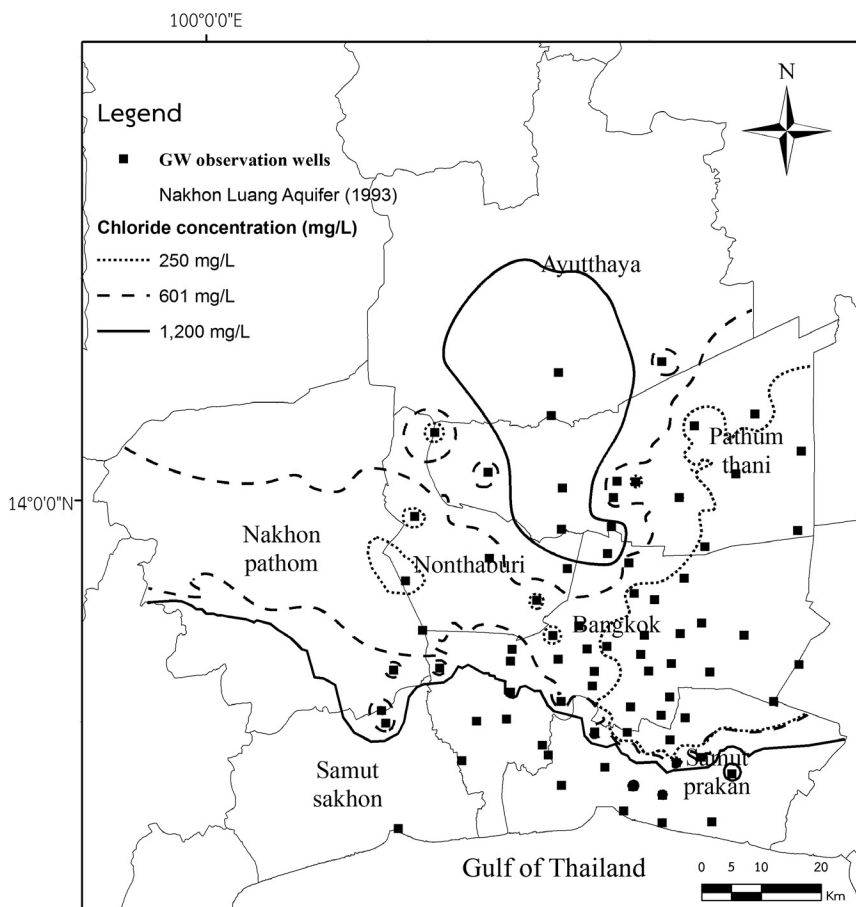 100°0'0"E
N
Legend
GW observation wells
Nakhon Luang Aquifer (1993)
Chloride concentration (mg/L)
250 mg/L
601 mg/L
1,200 mg/L
Ayutthaya
Pathum
thani
14°0'0"N
Nakhon
pathom
Nonthaburi
Bangkok
Samut
sakhon
Samut
prakan
Gulf of Thailand
0 5 10 20
Km